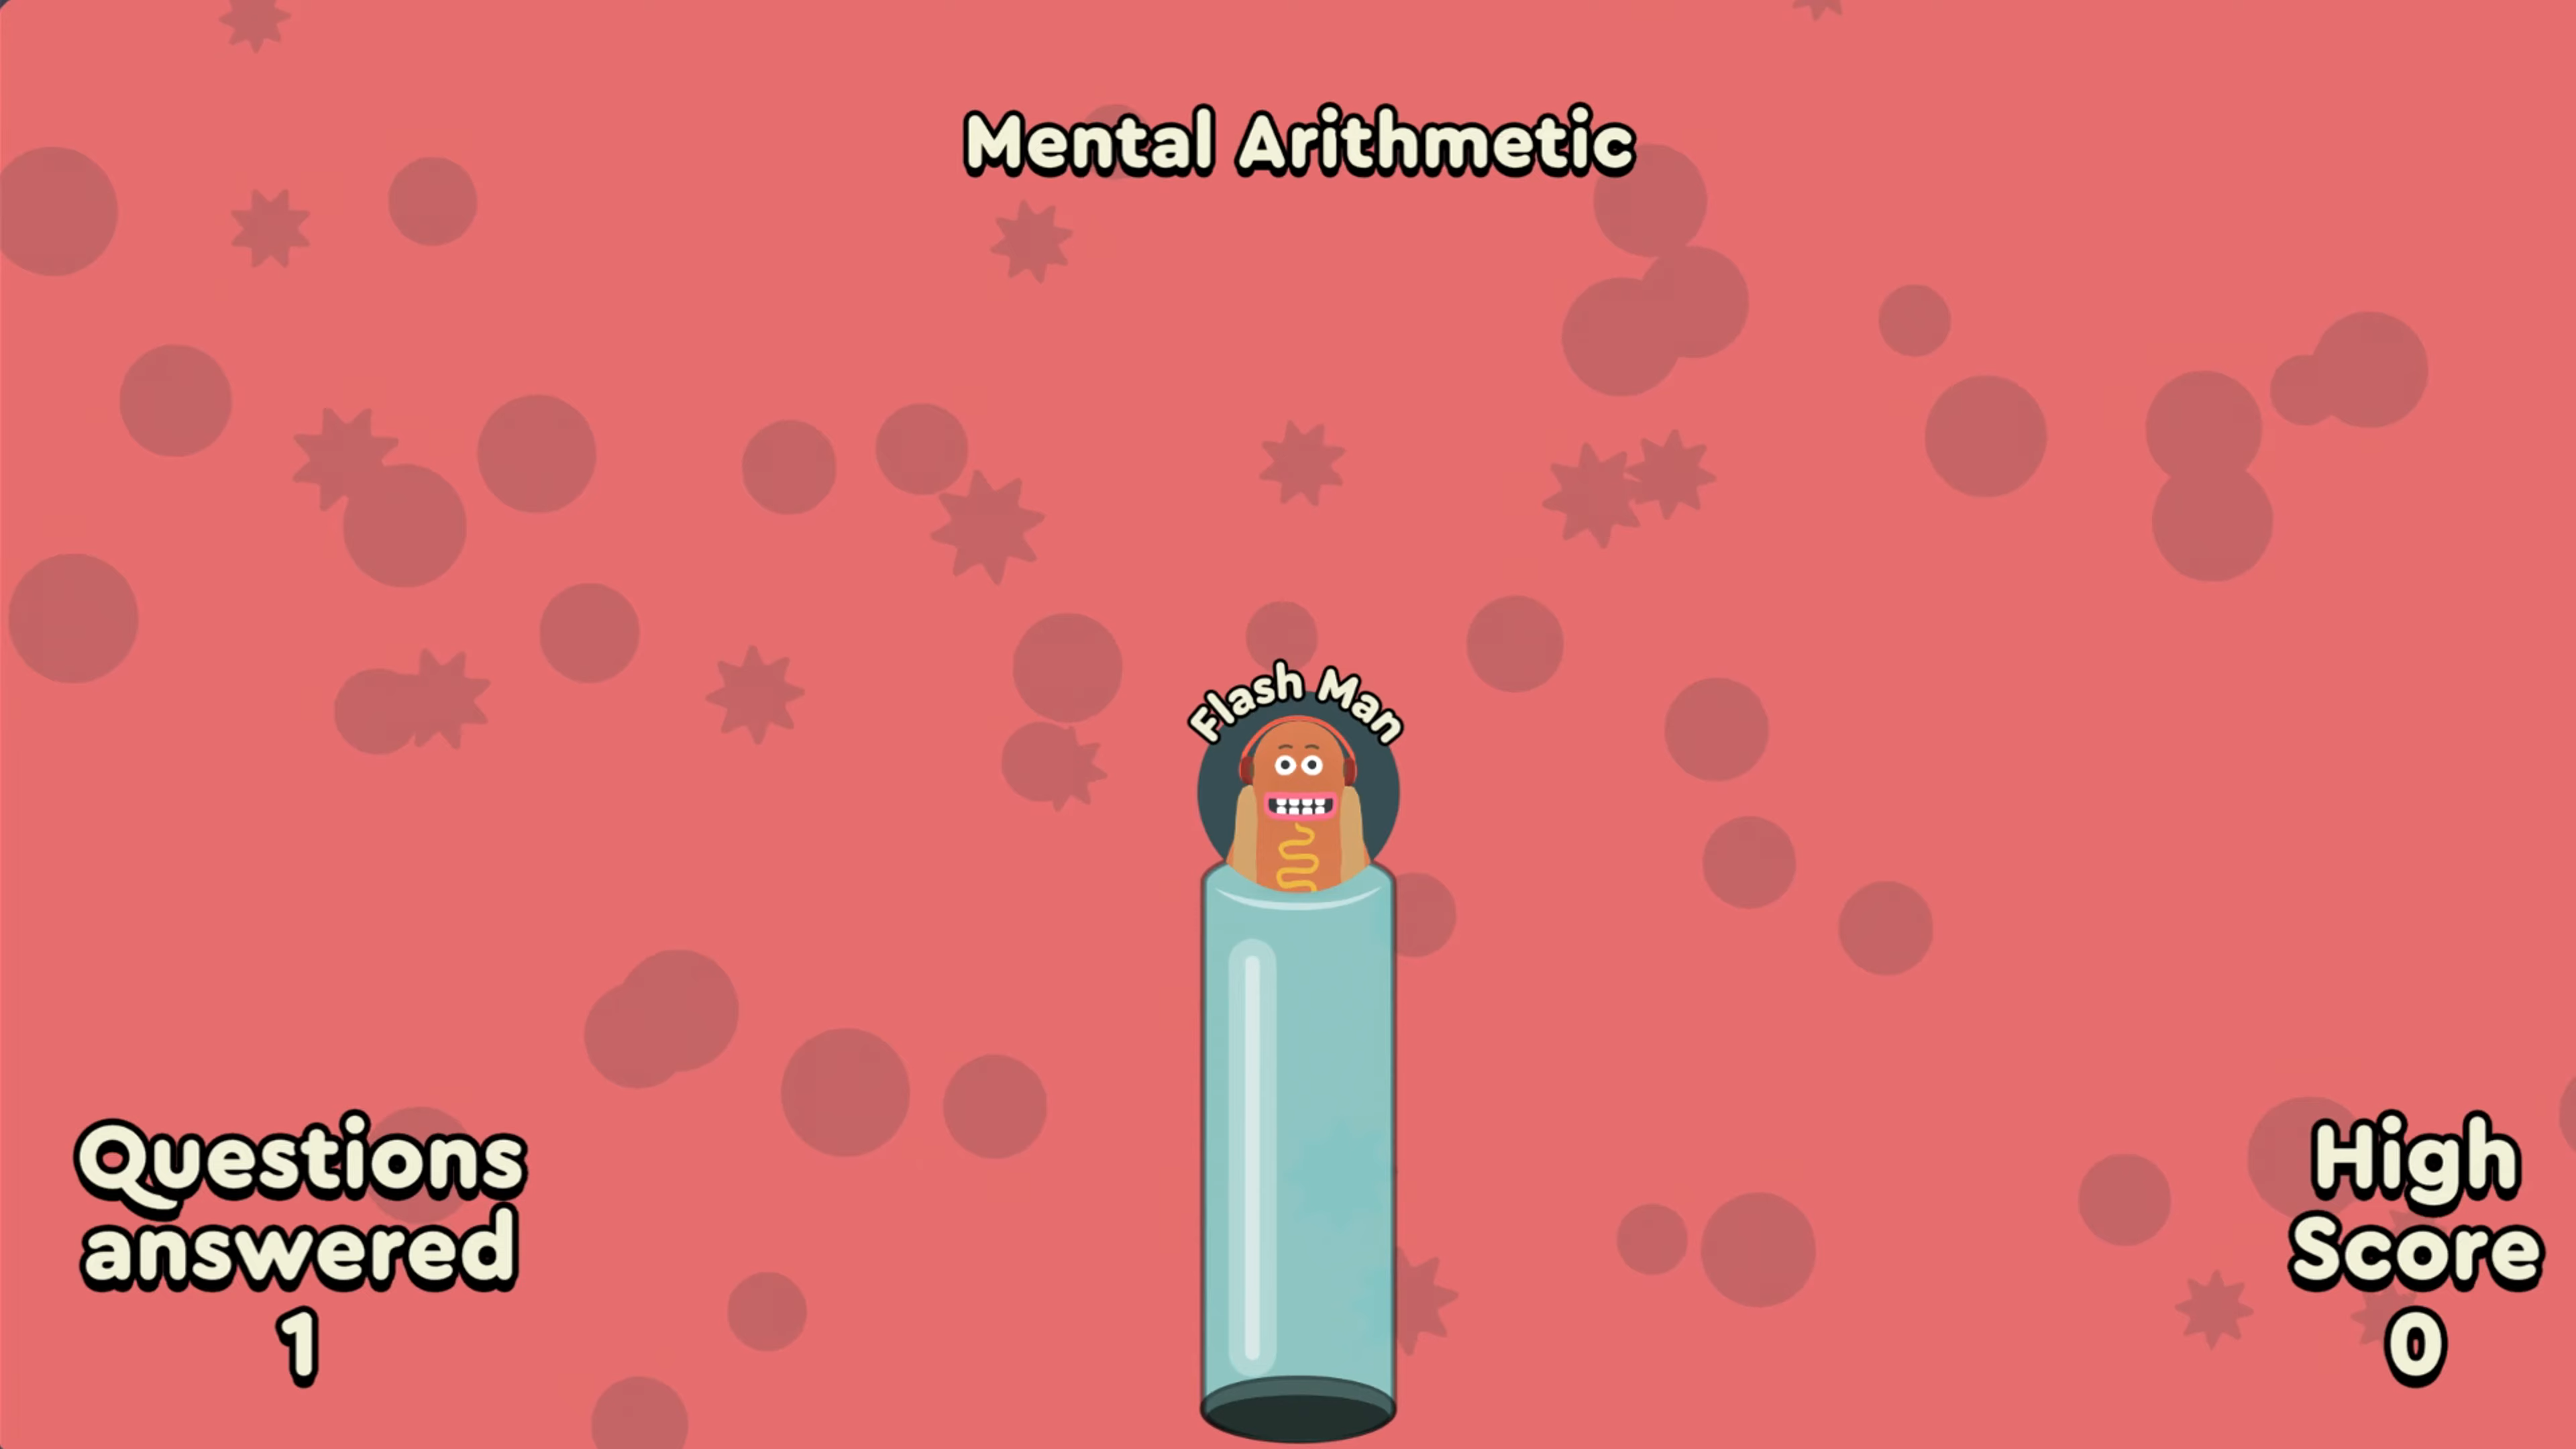 Mental Arithmetic
Flash Man
Questions
answered
1
High
Score
0